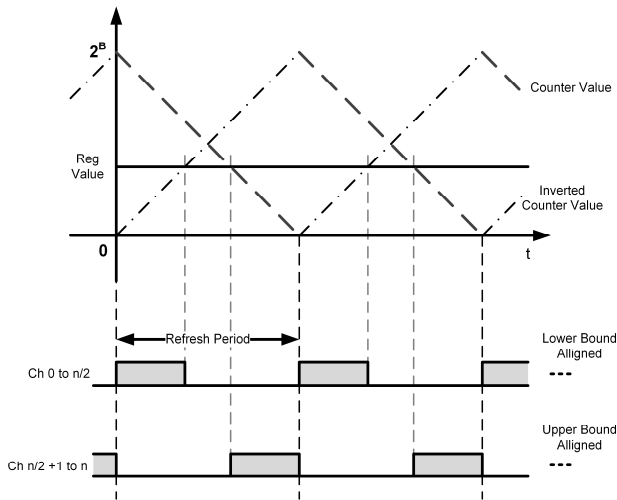 2^B
Counter Value
Reg
Value
Inverted
Counter Value
0
t
Refresh Period
Lower Bound
Alligned
Ch 0 to n/2
Upper Bound
Alligned
Ch n/2 +1 to n